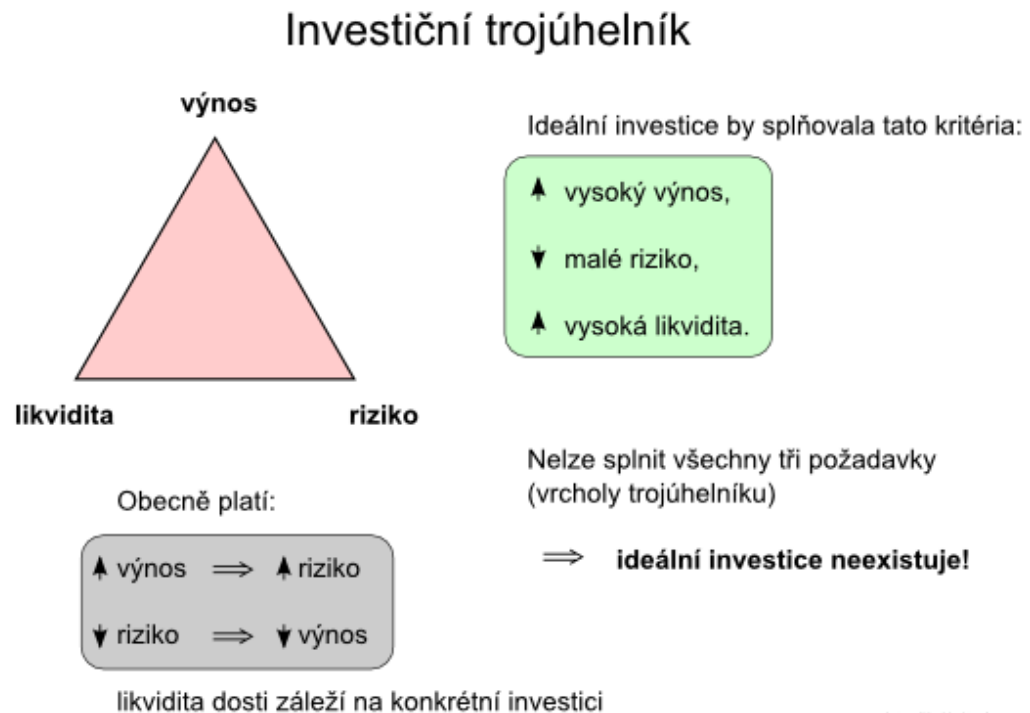 Investiční trojúhelník
výnos
likvidita
riziko
Ideální investice by splňovala tato kritéria:
vysoký výnos,
malé riziko,
vysoká likvidita.
Obecně platí:
výnos ⟹ riziko
riziko ⟹ výnos
likvidita dosti záleží na konkrétní investici
Nelze splnit všechny tři požadavky
(vrcholy trojúhelníku)
⟹ ideální investice neexistuje!